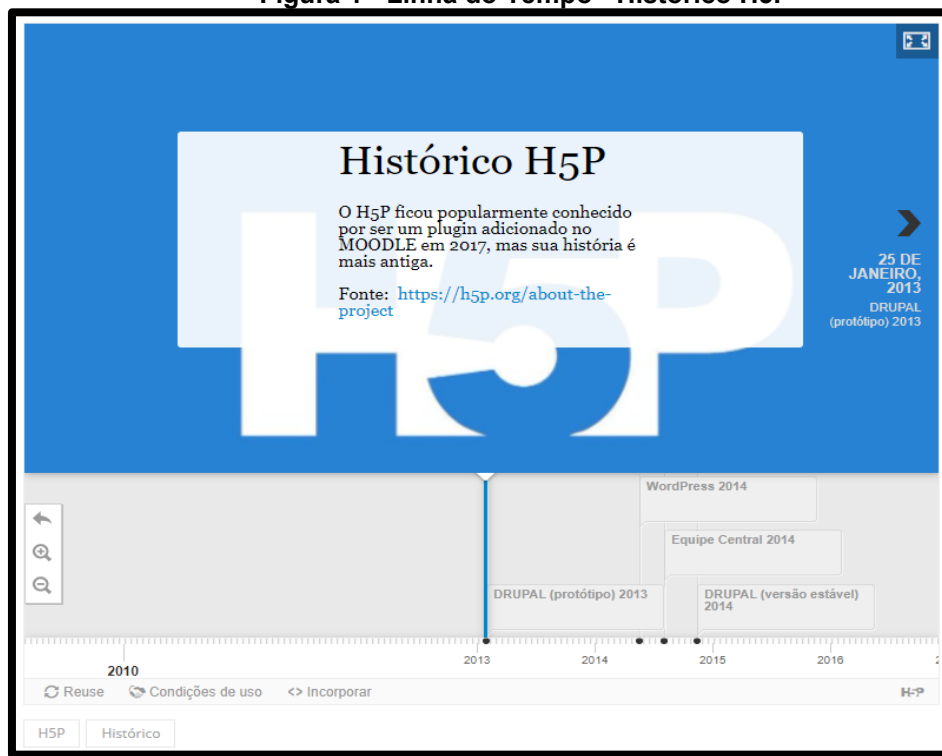 Histórico H5P
O H5P ficou popularmente conhecido
por ser um plugin adicionado no
MOODLE em 2017, mas sua história é
mais antiga.
Fonte: https://h5p.org/about-the-
project
H5P
25 DE
JANEIRO,
2013
DRUPAL
(protótipo) 2013
WordPress 2014
Equipe Central 2014
DRUPAL (protótipo) 2013
DRUPAL (versão estável)
2014
2010
2013
2014
2015
2016
Reuse
Condições de uso
<> Incorporar
H-P
H5P
Histórico